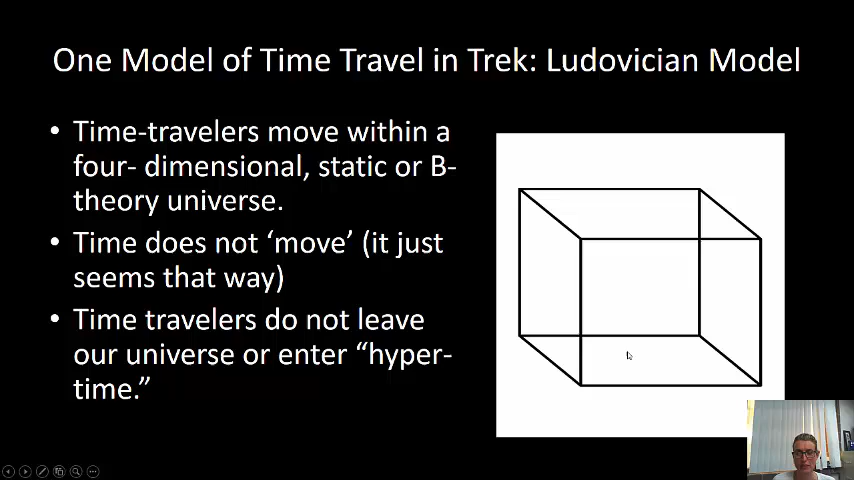 One Model of Time Travel in Trek: Ludovician Model
• Time-travelers move within a
four- dimensional, static or B-
theory universe.
• Time does not ‘move’ (it just
seems that way)
• Time travelers do not leave
our universe or enter “hyper-
time.”